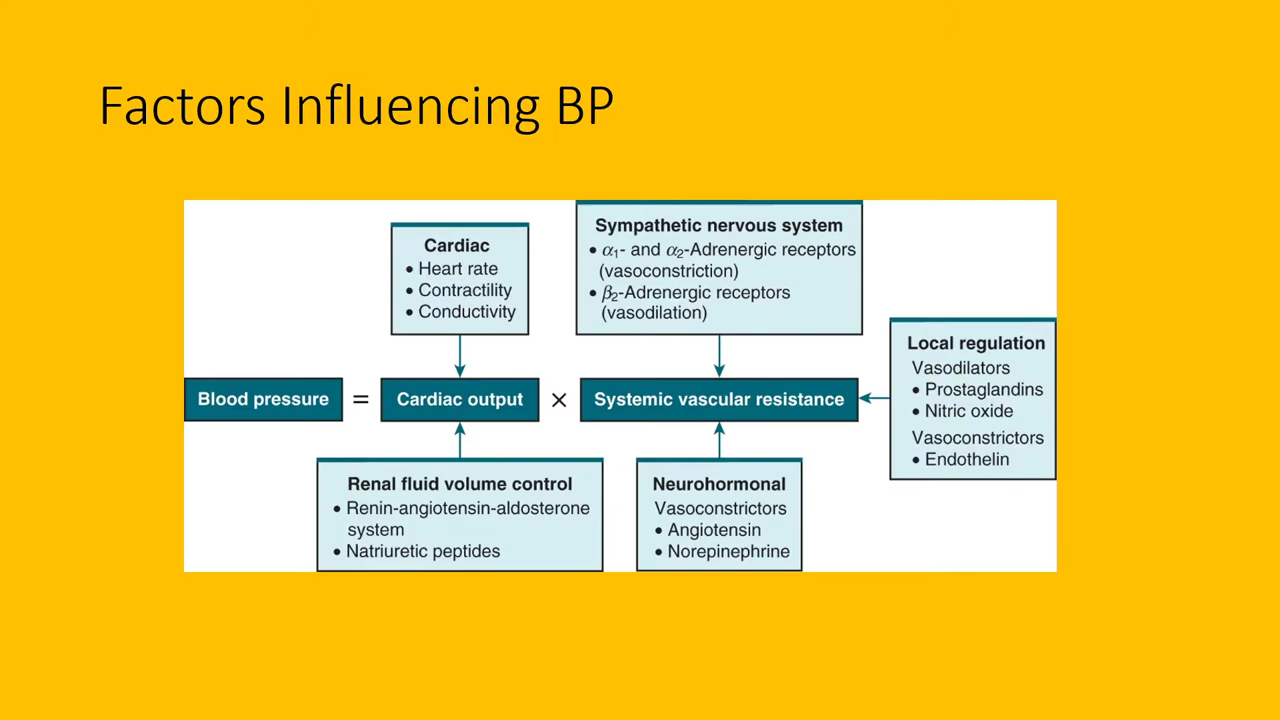 Factors Influencing BP
Cardiac
• Heart rate
• Contractility
• Conductivity
Sympathetic nervous system
• α₁- and α₂-Adrenergic receptors
(vasoconstriction)
• β₂-Adrenergic receptors
(vasodilation)
Blood pressure = Cardiac output × Systemic vascular resistance
Local regulation
Vasodilators
• Prostaglandins
• Nitric oxide
Vasoconstrictors
• Endothelin
Renal fluid volume control
• Renin-angiotensin-aldosterone
system
• Natriuretic peptides
Neurohormonal
Vasoconstrictors
• Angiotensin
• Norepinephrine